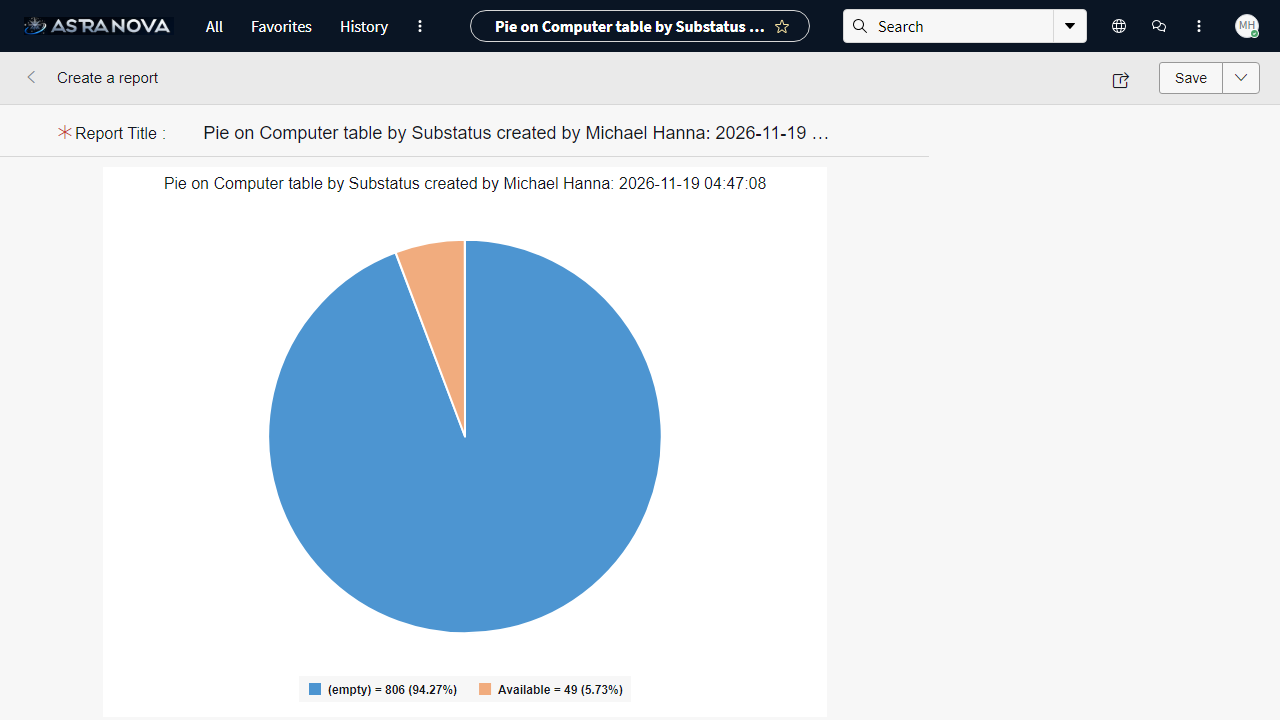 ASTRANOVA All Favorites History Pie on Computer table by Substatus ... Search MH
Create a report Save
*Report Title : Pie on Computer table by Substatus created by Michael Hanna: 2026-11-19 ...
Pie on Computer table by Substatus created by Michael Hanna: 2026-11-19 04:47:08
(empty) = 806 (94.27%) Available = 49 (5.73%)